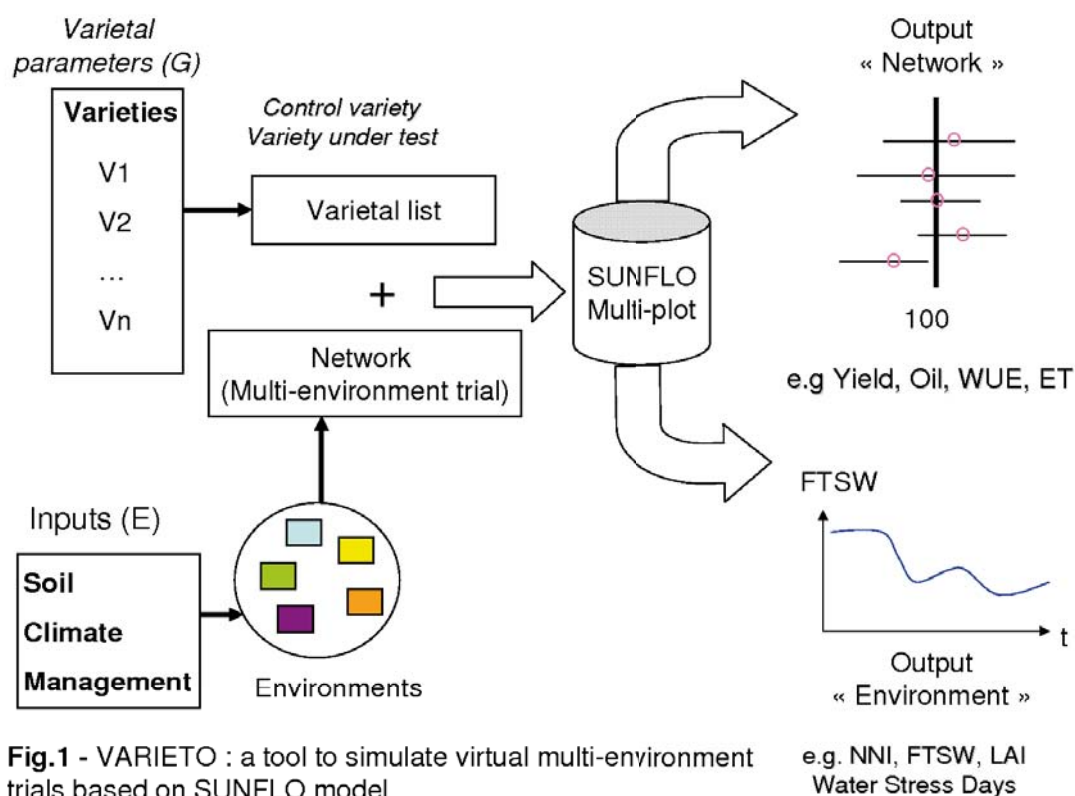 Varietal
parameters (G)
Varieties
V1
V2
...
Vn
Control variety
Variety under test
Varietal list
+
Network
(Multi-environment trial)
Inputs (E)
Soil
Climate
Management
Environments
SUNFLO
Multi-plot
Output
« Network »
100
e.g Yield, Oil, WUE, ET
FTSW
t
Output
« Environment »
e.g. NNI, FTSW, LAI
Water Stress Days
Fig.1 - VARIETO : a tool to simulate virtual multi-environment
trials based on SUNFLO model